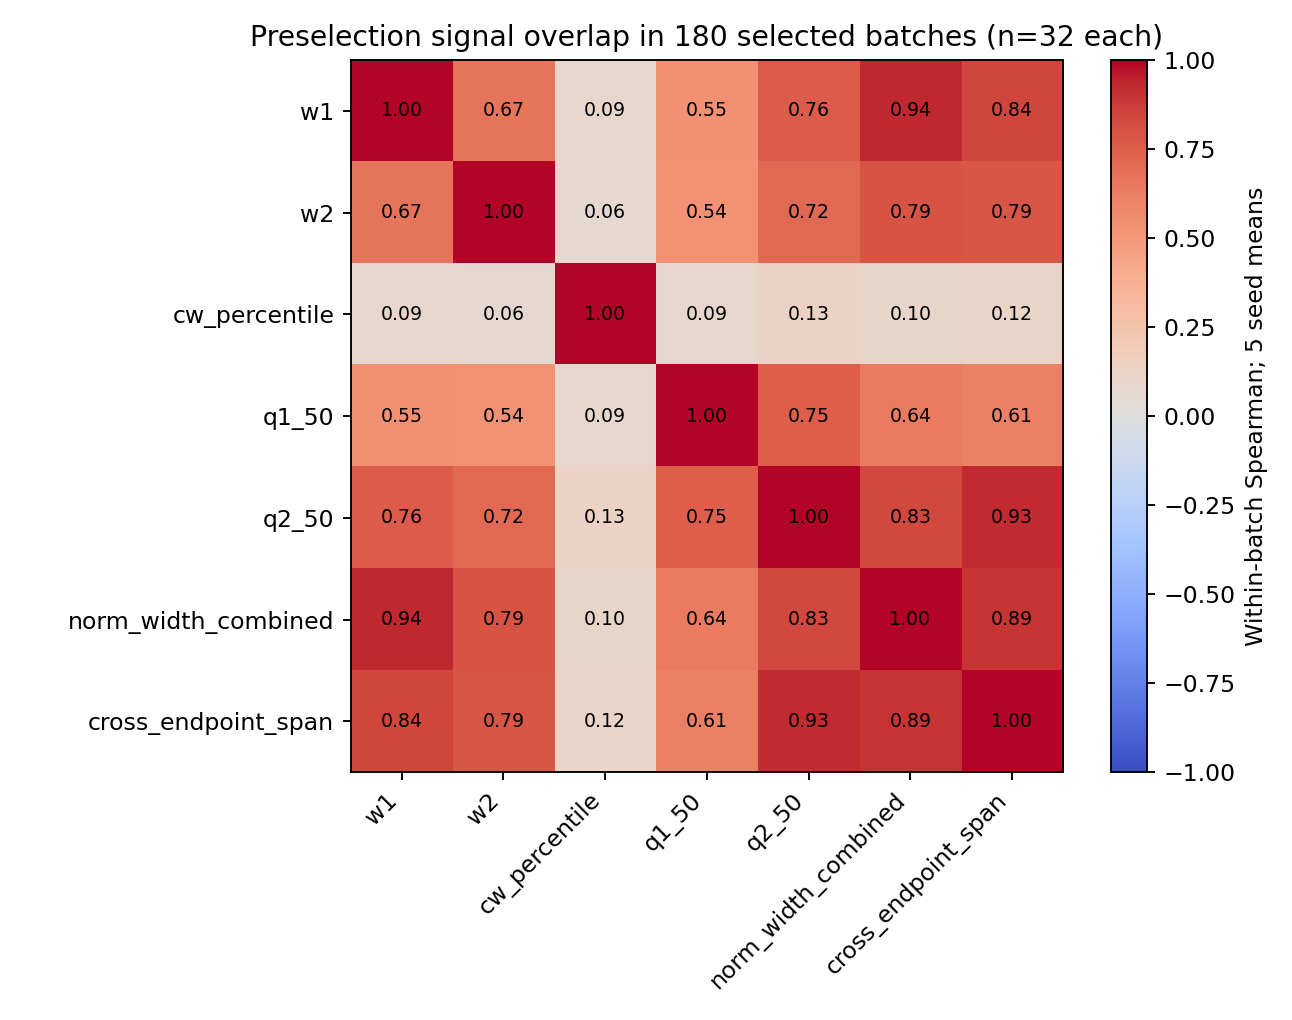 Preselection signal overlap in 180 selected batches (n=32 each)
w1 1.00 0.67 0.09 0.55 0.76 0.94 0.84
w2 0.67 1.00 0.06 0.54 0.72 0.79 0.79
cw_percentile 0.09 0.06 1.00 0.09 0.13 0.10 0.12
q1_50 0.55 0.54 0.09 1.00 0.75 0.64 0.61
q2_50 0.76 0.72 0.13 0.75 1.00 0.83 0.93
norm_width_combined 0.94 0.79 0.10 0.64 0.83 1.00 0.89
cross_endpoint_span 0.84 0.79 0.12 0.61 0.93 0.89 1.00
w1
w2
cw_percentile
q1_50
q2_50
norm_width_combined
cross_endpoint_span
1.00
0.75
0.50
0.25
0.00
−0.25
−0.50
−0.75
−1.00
Within-batch Spearman; 5 seed means